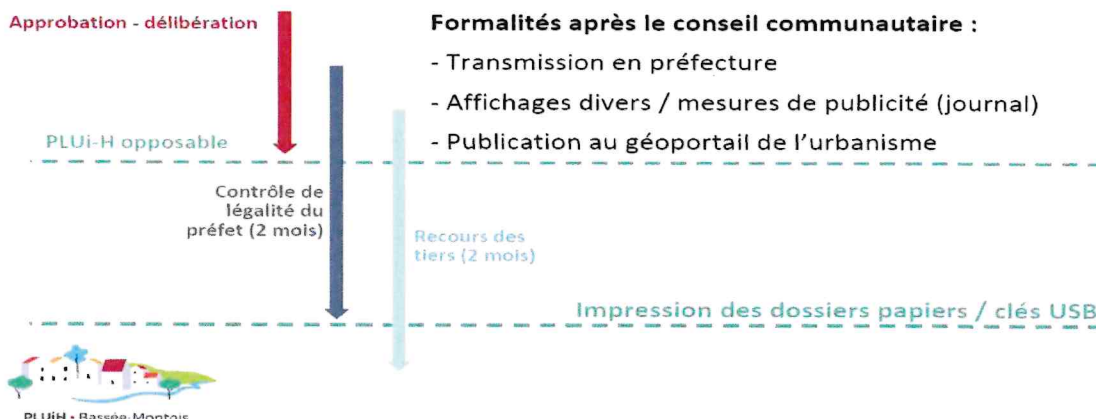 Approbation - délibération
Formalités après le conseil communautaire :
- Transmission en préfecture
- Affichages divers / mesures de publicité (journal)
- Publication au géoportail de l'urbanisme
PLUi-H opposable
Contrôle de
légalité du
préfet (2 mois)
Recours des
tiers (2 mois)
Impression des dossiers papiers / clés USB
PLUiH • Bassée-Montois